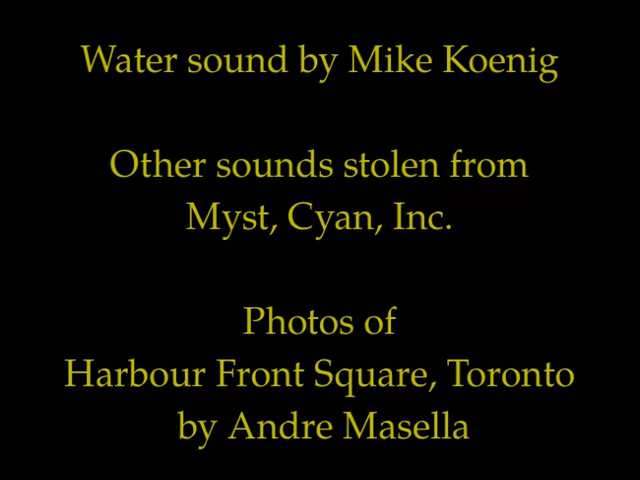 Water sound by Mike Koenig
Other sounds stolen from
Myst, Cyan, Inc.
Photos of
Harbour Front Square, Toronto
by Andre Masella